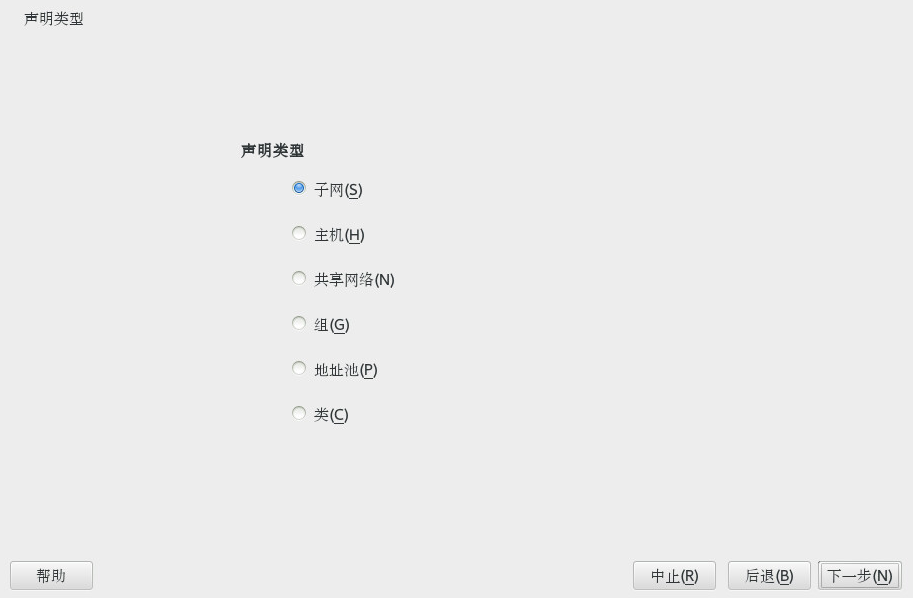 声明类型
声明类型
子网(S)
主机(H)
共享网络(N)
组(G)
地址池(P)
类(C)
帮助 中止(R) 后退(B) 下一步(N)